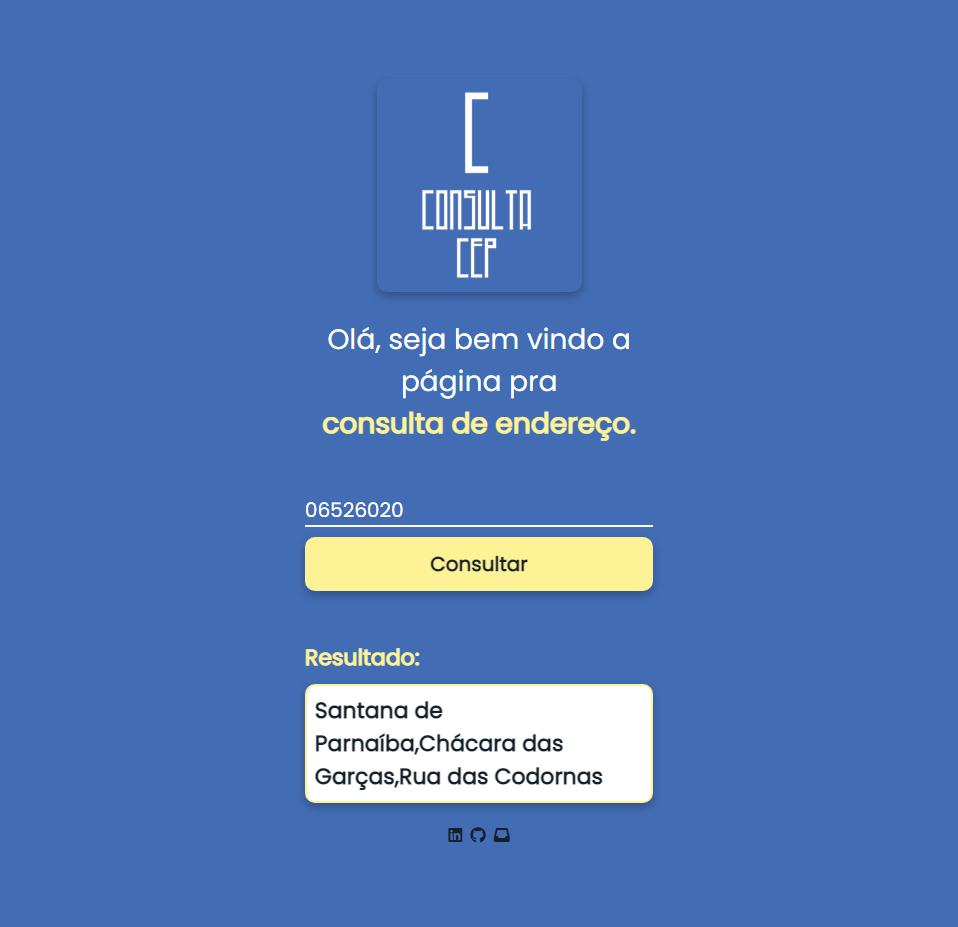 C
CONSULTA
CEP
Olá, seja bem vindo a
página pra
consulta de endereço.
06526020
Consultar
Resultado:
Santana de
Parnaíba,Chácara das
Garças,Rua das Codornas
in